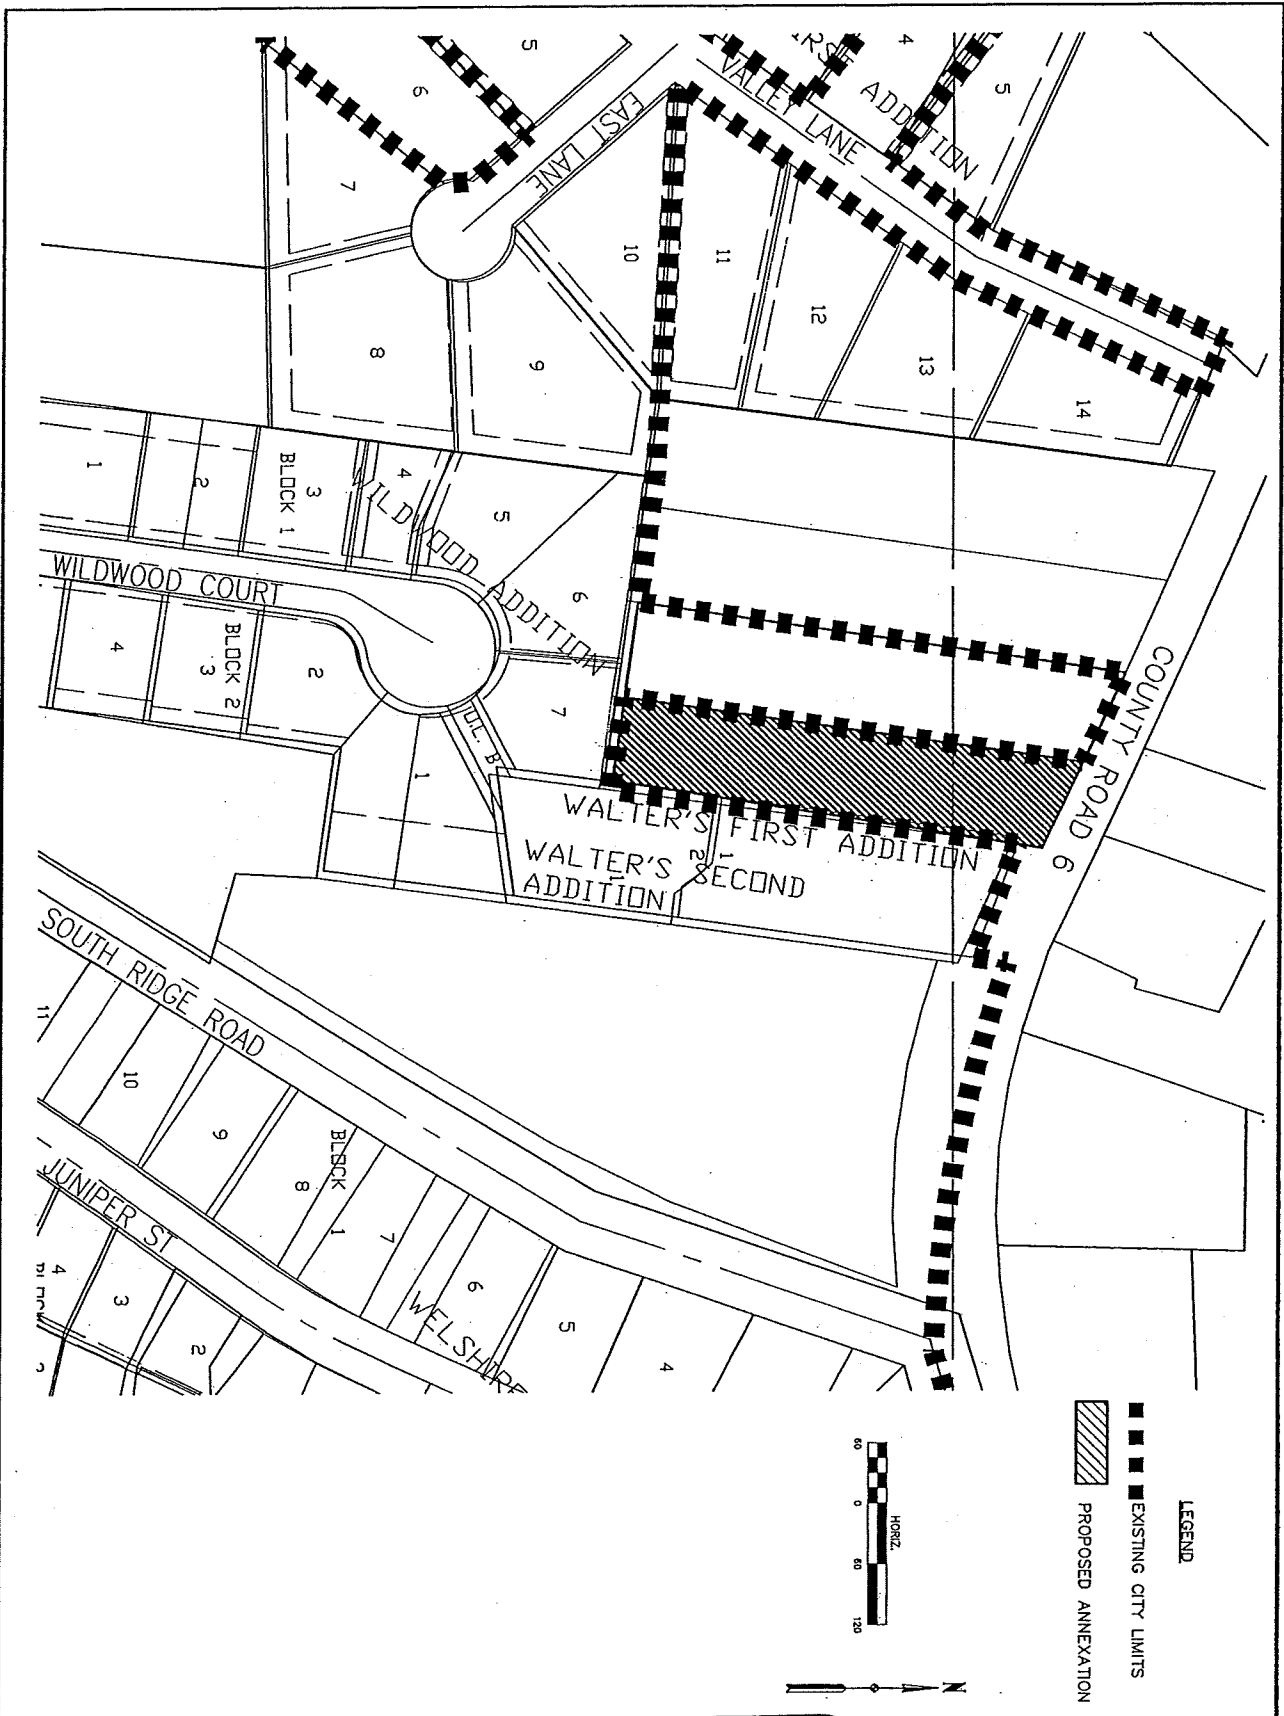 5
6
7
8
9
10
11
12
13
14
4
5
ADDITION
VALLEY LANE
EAST LANE
COUNTY ROAD 6
WILDWOOD ADDITION
BLOCK 1
1
2
3
4
5
6
7
WILDWOOD COURT
BLOCK 2
4
3
2
1
WALTER'S FIRST ADDITION
1
2
WALTER'S SECOND
ADDITION
1
SOUTH RIDGE ROAD
11
10
9
8
BLOCK
1
7
6
5
4
JUNIPER ST
WELSHIRE
4
3
2
LEGEND
EXISTING CITY LIMITS
PROPOSED ANNEXATION
HORIZ.
60 0 60 120
N